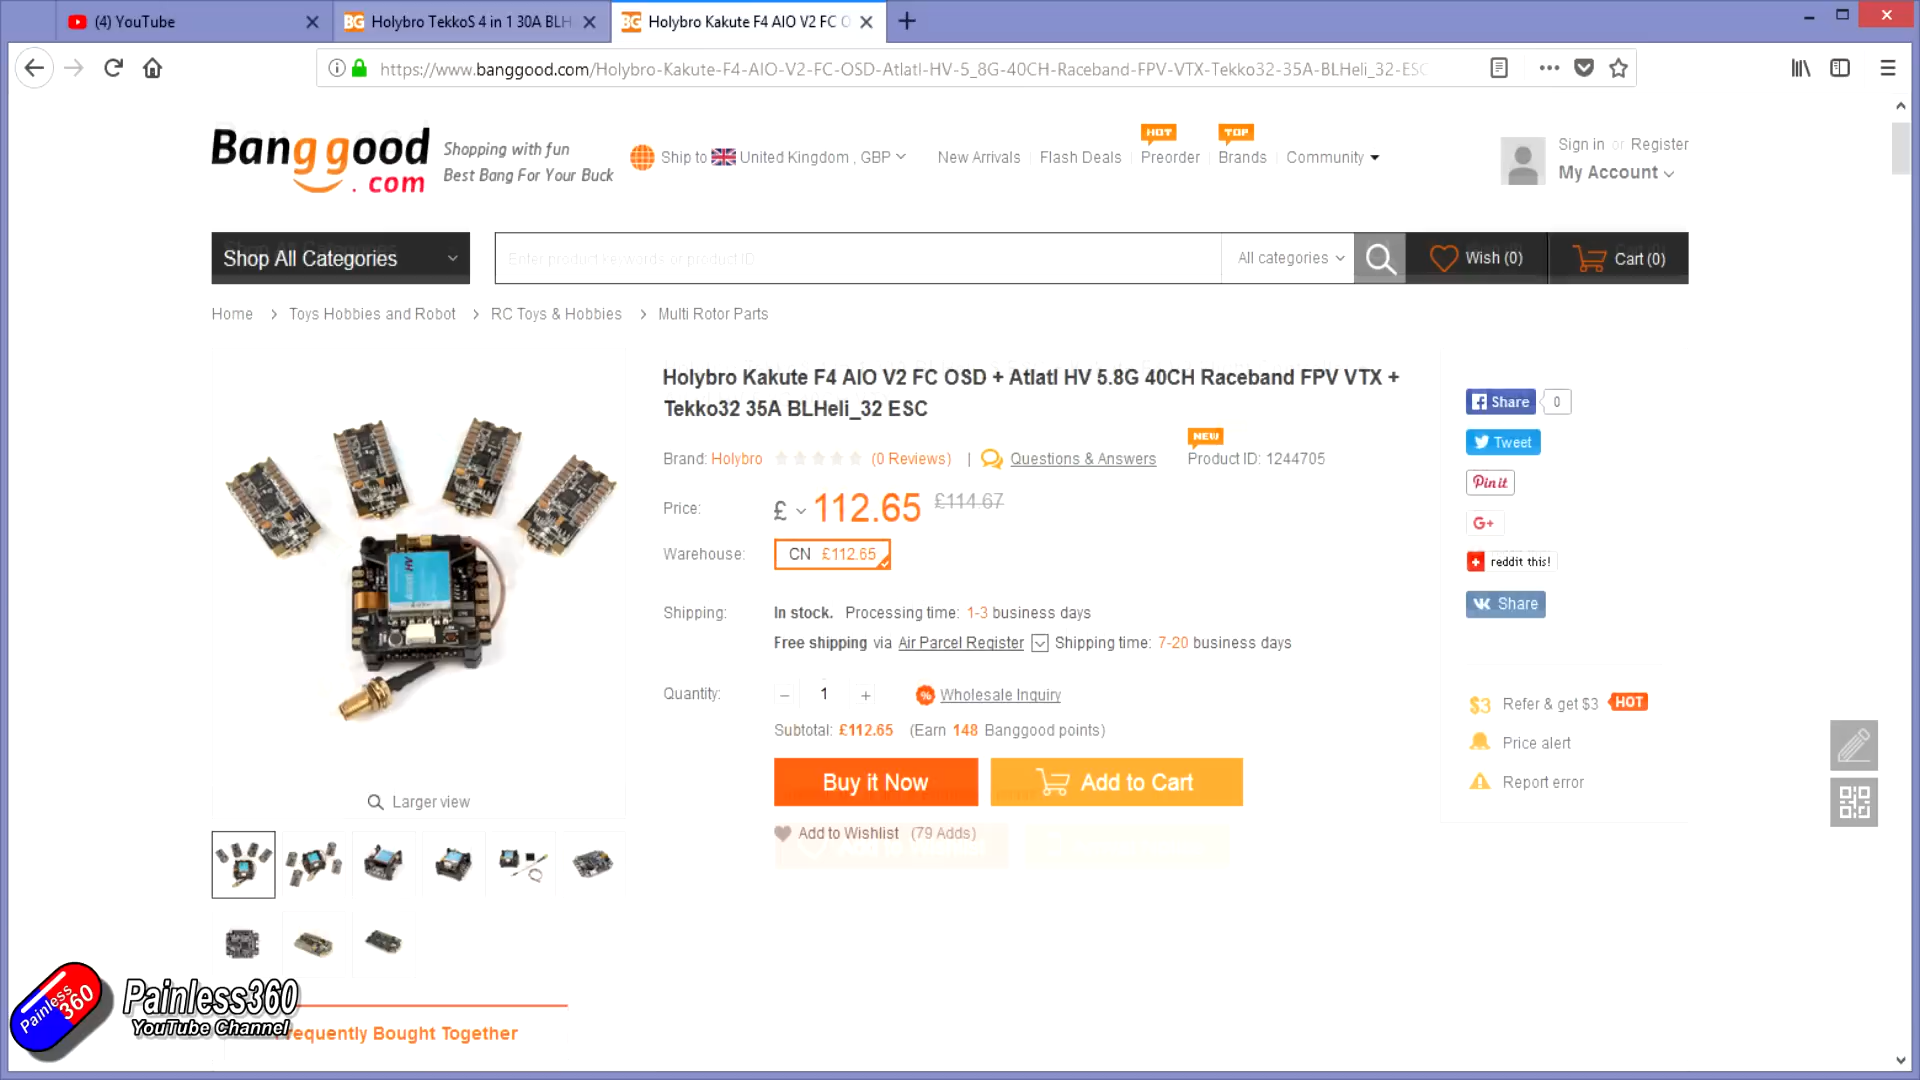 (4) YouTube
Holybro TekkoS 4 in 1 30A BLH
Holybro Kakute F4 AIO V2 FC O
https://www.banggood.com/Holybro-Kakute-F4-AIO-V2-FC-OSD-Atlatl-HV-5_8G-40CH-Raceband-FPV-VTX-Tekko32-35A-BLHeli_32-ESC
Banggood
.com
Shopping with fun
Best Bang For Your Buck
Ship to United Kingdom , GBP
New Arrivals
Flash Deals
HOT
Preorder
TOP
Brands
Community
Sign in or Register
My Account
Shop All Categories
Enter product keywords or product ID
All categories
Wish (0)
Cart (0)
Home > Toys Hobbies and Robot > RC Toys & Hobbies > Multi Rotor Parts
Holybro Kakute F4 AIO V2 FC OSD + Atlatl HV 5.8G 40CH Raceband FPV VTX +
Tekko32 35A BLHeli_32 ESC
Brand: Holybro (0 Reviews) | Questions & Answers
NEW
Product ID: 1244705
Price: £ 112.65 £114.67
Warehouse: CN £112.65
Shipping: In stock. Processing time: 1-3 business days
Free shipping via Air Parcel Register Shipping time: 7-20 business days
Quantity: – 1 + Wholesale Inquiry
Subtotal: £112.65 (Earn 148 Banggood points)
Buy it Now
Add to Cart
Add to Wishlist (79 Adds)
Larger view
Share 0
Tweet
Pin it
G+
reddit this!
Share
$3 Refer & get $3 HOT
Price alert
Report error
Painless
360
Painless360
YouTube Channel
requently Bought Together